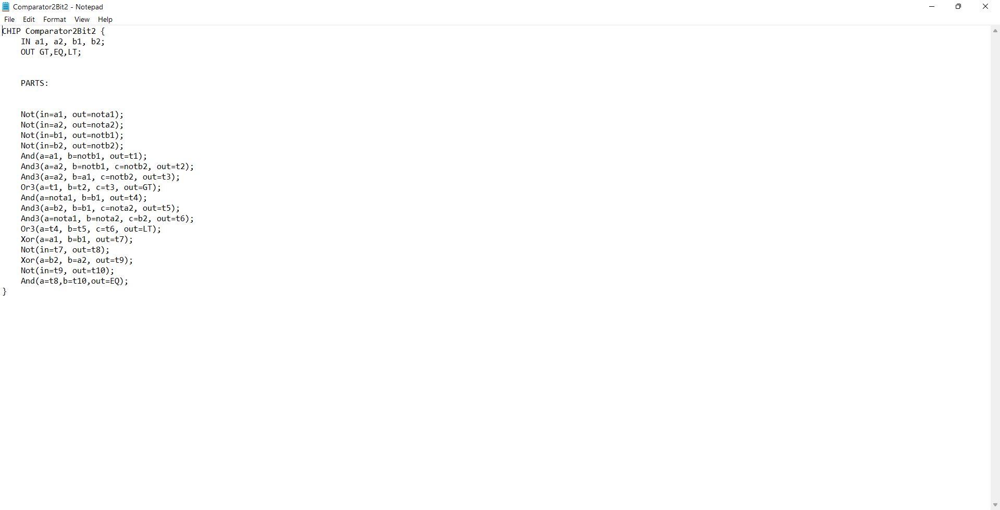 Comparator2Bit2 - Notepad
File Edit Format View Help
CHIP Comparator2Bit2 {
    IN a1, a2, b1, b2;
    OUT GT,EQ,LT;
    PARTS:
    Not(in=a1, out=nota1);
    Not(in=a2, out=nota2);
    Not(in=b1, out=notb1);
    Not(in=b2, out=notb2);
    And(a=a1, b=notb1, out=t1);
    And3(a=a2, b=notb1, c=notb2, out=t2);
    And3(a=a2, b=a1, c=notb2, out=t3);
    Or3(a=t1, b=t2, c=t3, out=GT);
    And(a=nota1, b=b1, out=t4);
    And3(a=b2, b=b1, c=nota2, out=t5);
    And3(a=nota1, b=nota2, c=b2, out=t6);
    Or3(a=t4, b=t5, c=t6, out=LT);
    Xor(a=a1, b=b1, out=t7);
    Not(in=t7, out=t8);
    Xor(a=b2, b=a2, out=t9);
    Not(in=t9, out=t10);
    And(a=t8,b=t10,out=EQ);
}